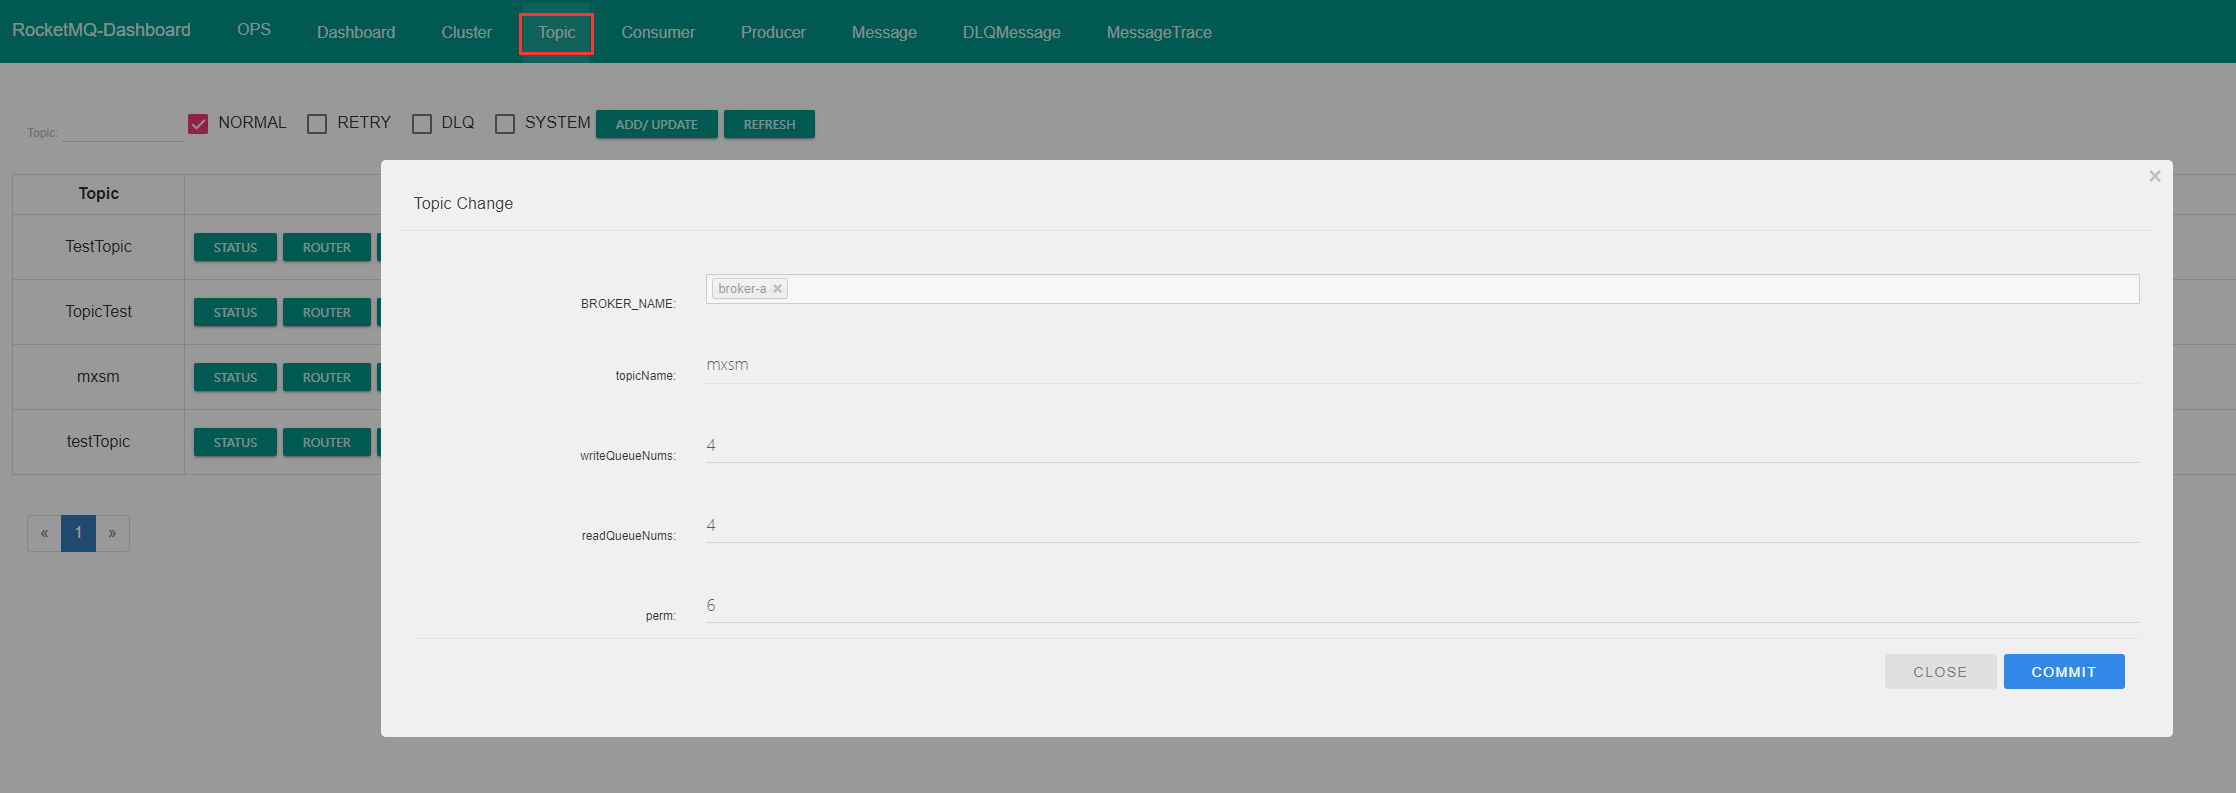 RocketMQ-Dashboard OPS Dashboard Cluster Topic Consumer Producer Message DLQMessage MessageTrace
Topic: NORMAL RETRY DLQ SYSTEM ADD/ UPDATE REFRESH
Topic
TestTopic STATUS ROUTER
TopicTest STATUS ROUTER
mxsm STATUS ROUTER
testTopic STATUS ROUTER
« 1 »
×
Topic Change
BROKER_NAME: broker-a ×
topicName: mxsm
writeQueueNums: 4
readQueueNums: 4
perm: 6
CLOSE COMMIT